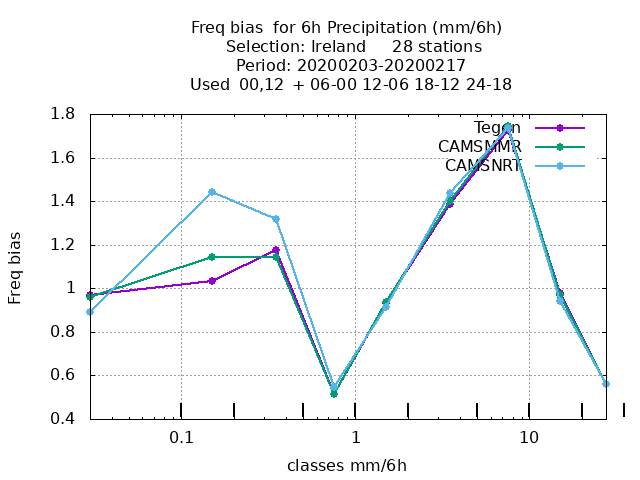 Freq bias  for 6h Precipitation (mm/6h)
Selection: Ireland     28 stations
Period: 20200203-20200217
Used  00,12  + 06-00 12-06 18-12 24-18
Tegen
CAMSMMR
CAMSNRT
1.8
1.6
1.4
1.2
1
0.8
0.6
0.4
Freq bias
0.1
1
10
classes mm/6h